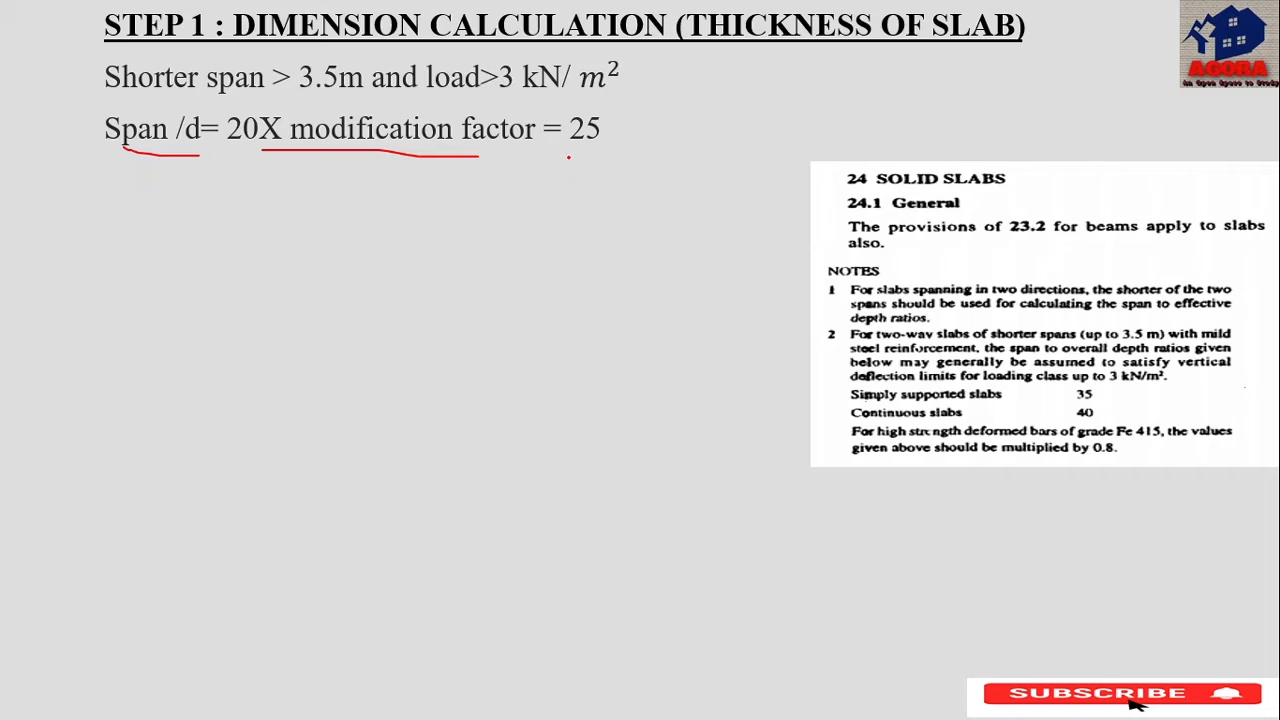 STEP 1 : DIMENSION CALCULATION (THICKNESS OF SLAB)
Shorter span > 3.5m and load>3 kN/ m²
Span /d= 20X modification factor = 25
AGORA
An Open Space to Study
24 SOLID SLABS
24.1 General
The provisions of 23.2 for beams apply to slabs
also.
NOTES
1 For slabs spanning in two directions, the shorter of the two
spans should be used for calculating the span to effective
depth ratios.
2 For two-way slabs of shorter spans (up to 3.5 m) with mild
steel reinforcement, the span to overall depth ratios given
below may generally be assumed to satisfy vertical
deflection limits for loading class up to 3 kN/m².
Simply supported slabs 35
Continuous slabs 40
For high strength deformed bars of grade Fe 415, the values
given above should be multiplied by 0.8.
SUBSCRIBE